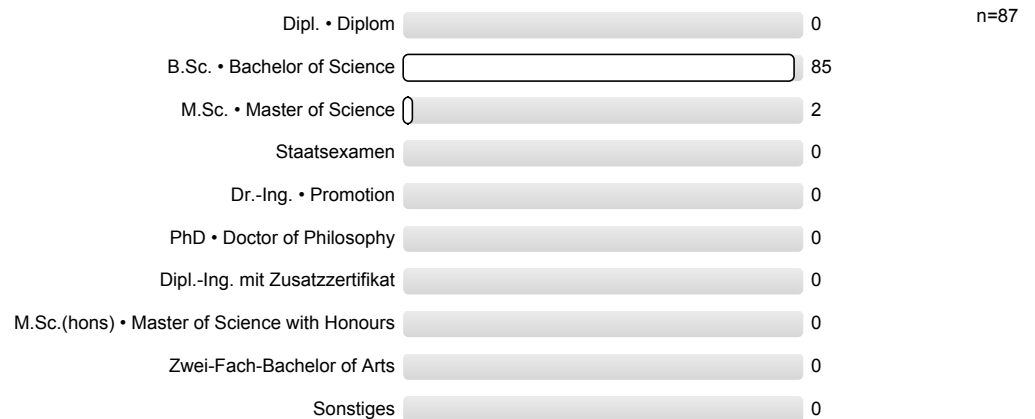 Dipl. • Diplom 0 n=87
B.Sc. • Bachelor of Science 85
M.Sc. • Master of Science 2
Staatsexamen 0
Dr.-Ing. • Promotion 0
PhD • Doctor of Philosophy 0
Dipl.-Ing. mit Zusatzzertifikat 0
M.Sc.(hons) • Master of Science with Honours 0
Zwei-Fach-Bachelor of Arts 0
Sonstiges 0